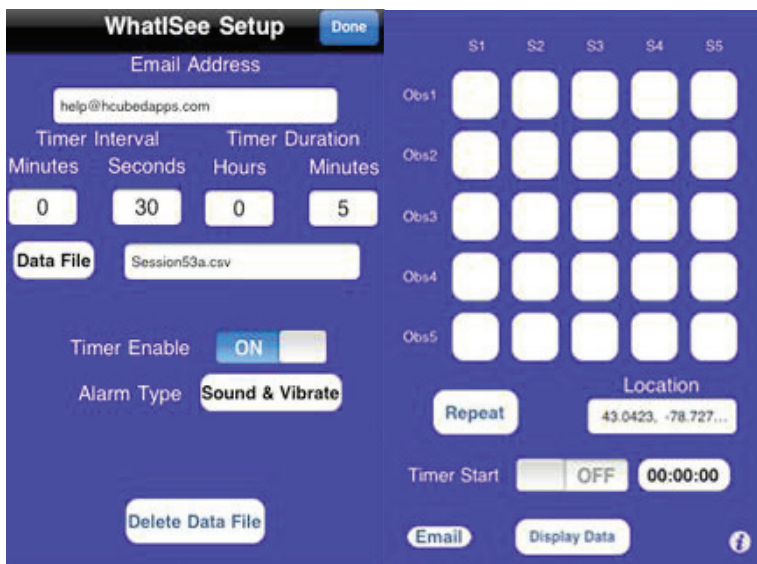 WhatISee Setup Done
Email Address
help@hcubedapps.com
Timer Interval Timer Duration
Minutes Seconds Hours Minutes
0 30 0 5
Data File Session53a.csv
Timer Enable ON
Alarm Type Sound & Vibrate
Delete Data File
S1 S2 S3 S4 S5
Obs1
Obs2
Obs3
Obs4
Obs5
Location
Repeat 43.0423, -78.727...
Timer Start OFF 00:00:00
Email Display Data i